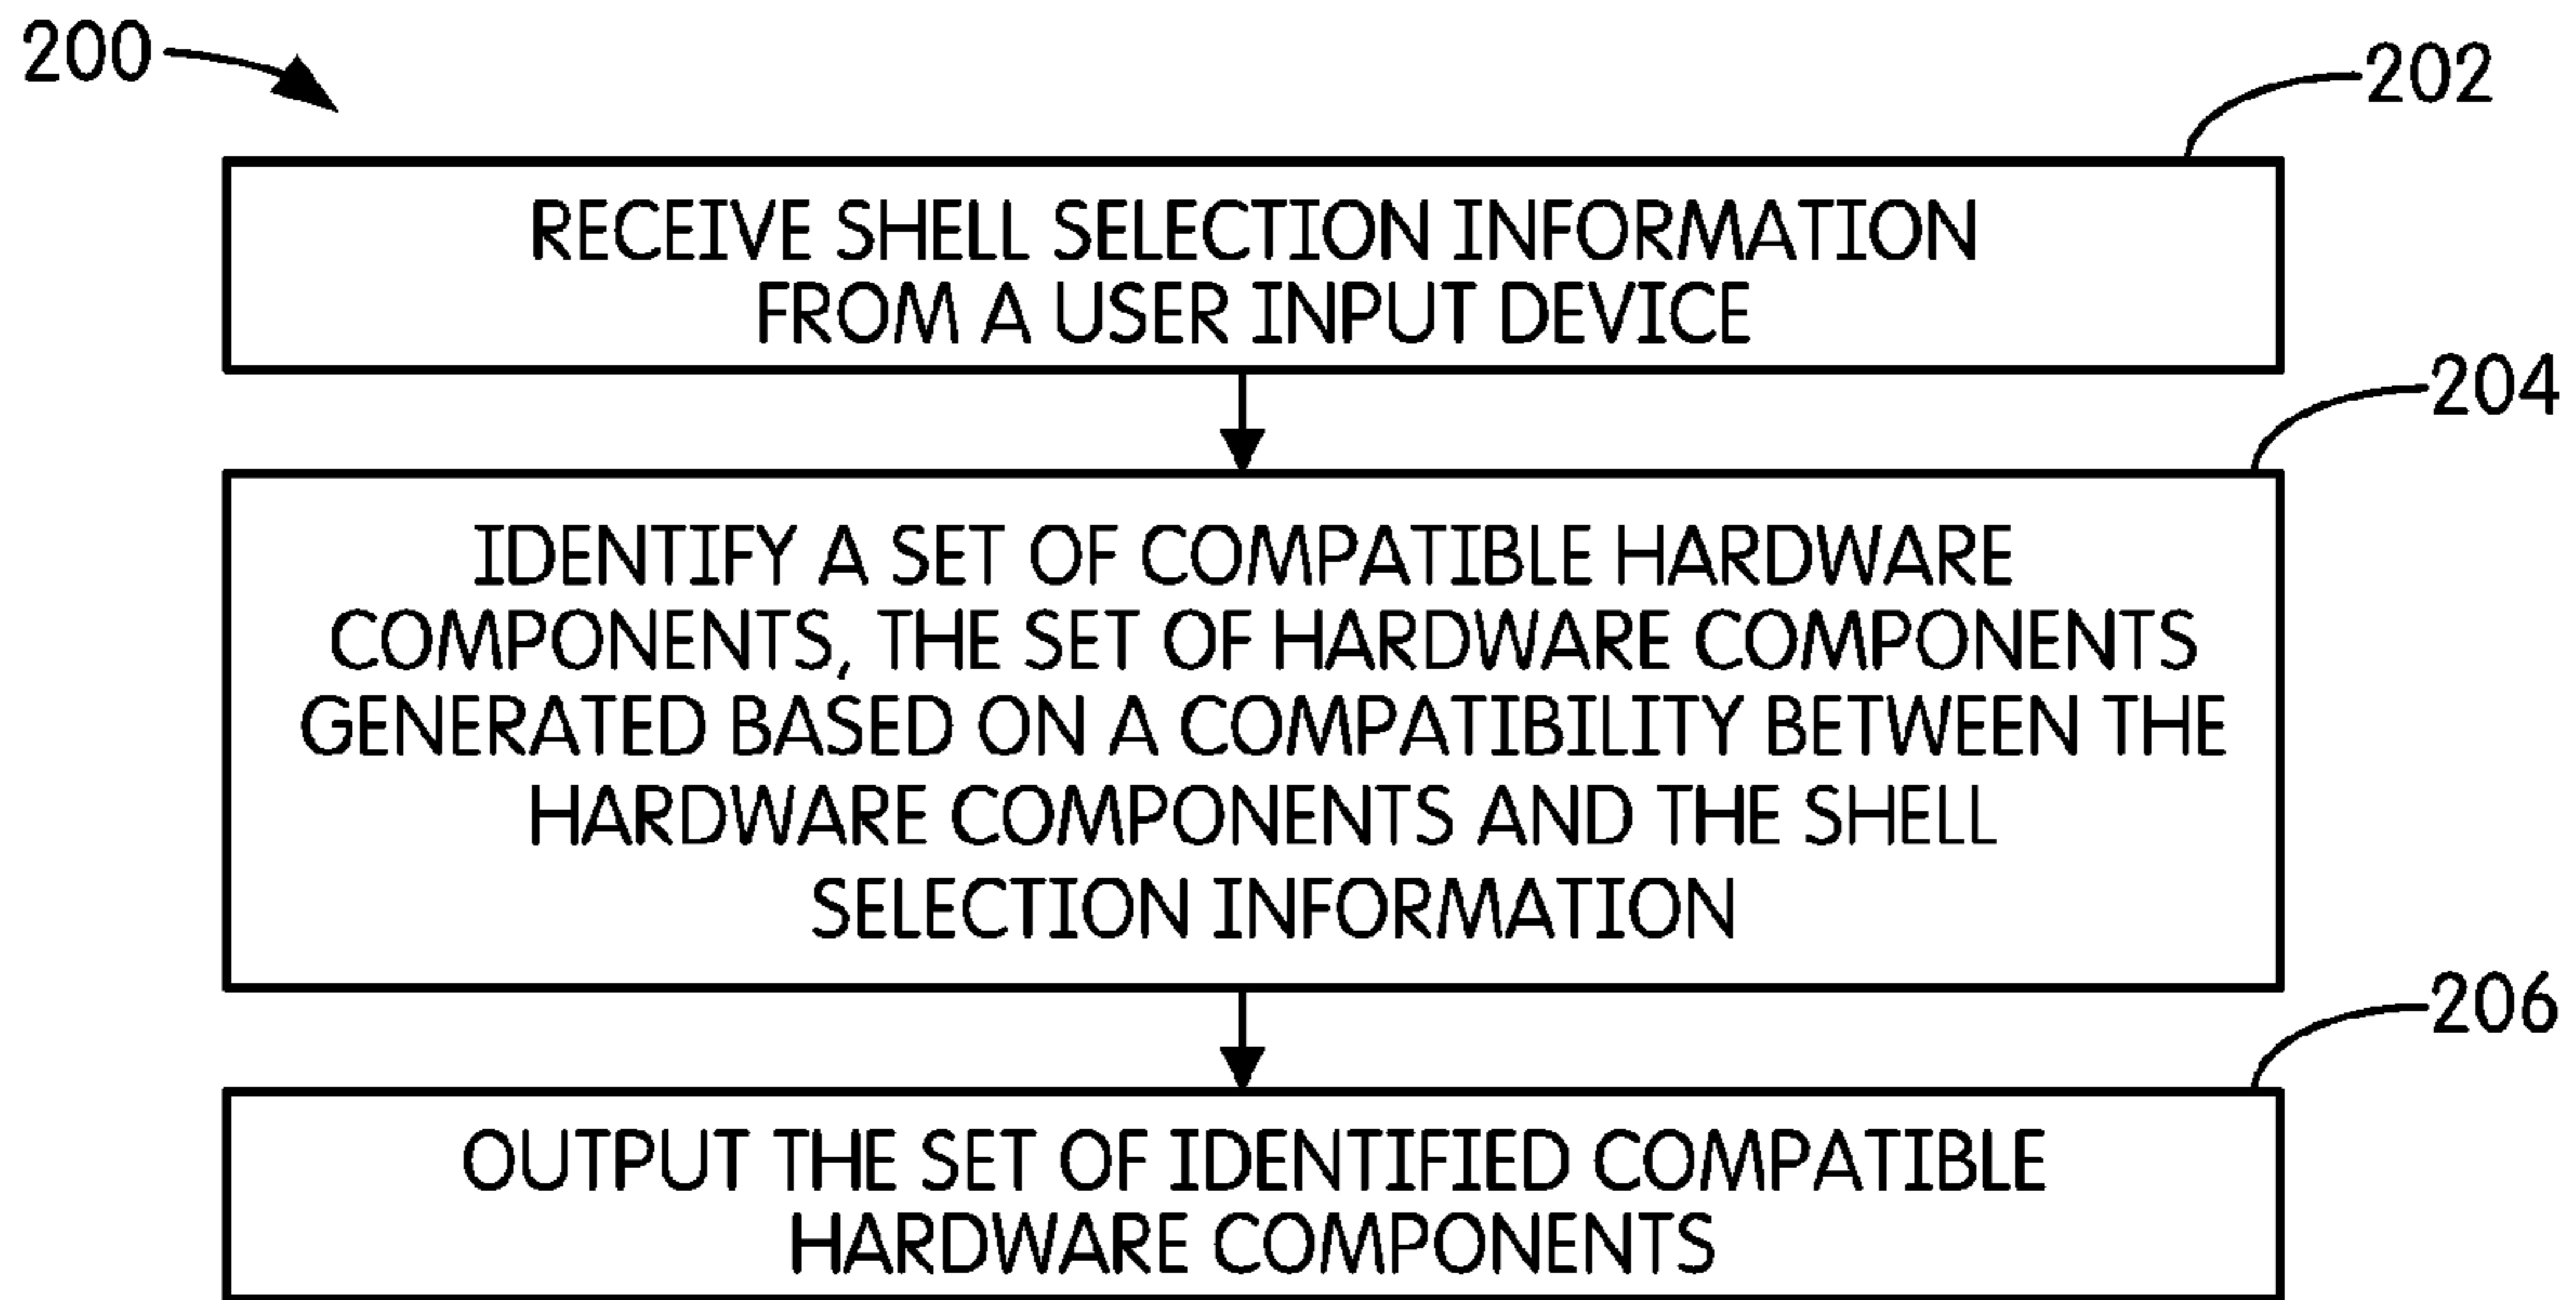 200
202
RECEIVE SHELL SELECTION INFORMATION
FROM A USER INPUT DEVICE
204
IDENTIFY A SET OF COMPATIBLE HARDWARE
COMPONENTS, THE SET OF HARDWARE COMPONENTS
GENERATED BASED ON A COMPATIBILITY BETWEEN THE
HARDWARE COMPONENTS AND THE SHELL
SELECTION INFORMATION
206
OUTPUT THE SET OF IDENTIFIED COMPATIBLE
HARDWARE COMPONENTS